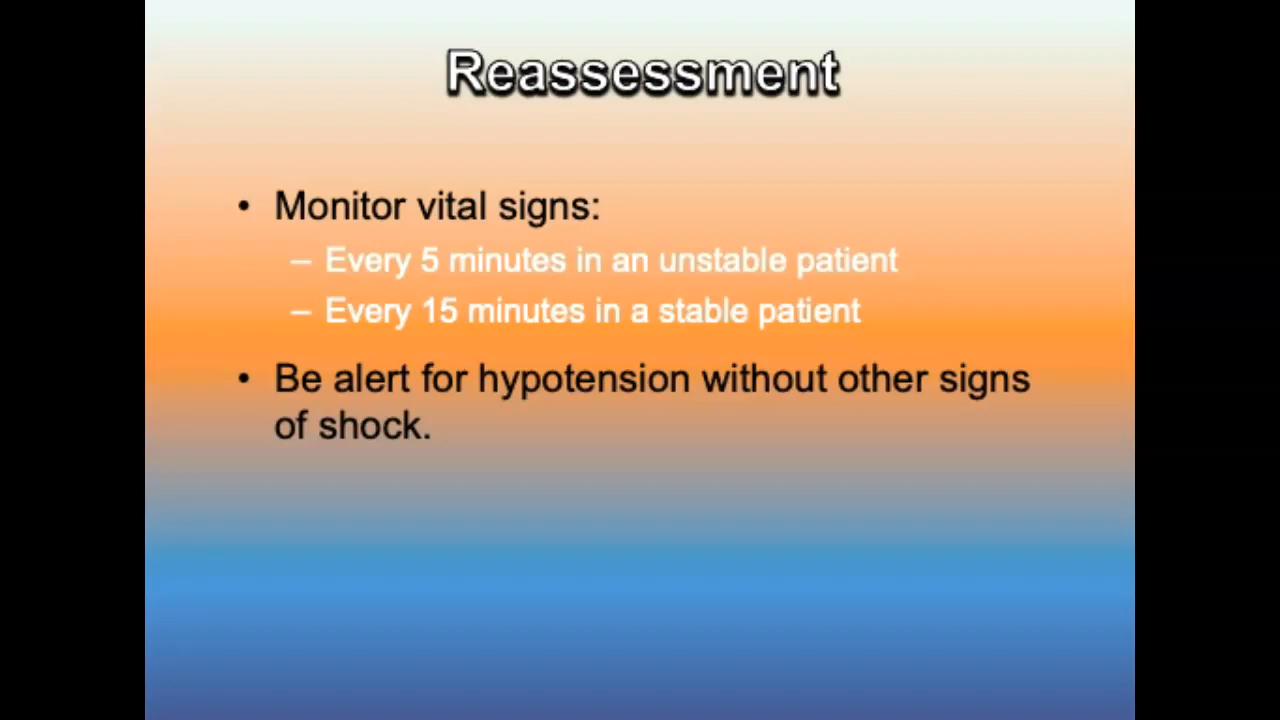 Reassessment
• Monitor vital signs:
– Every 5 minutes in an unstable patient
– Every 15 minutes in a stable patient
• Be alert for hypotension without other signs
of shock.